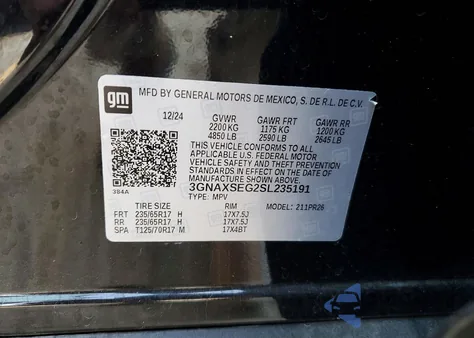 gm
MFD BY GENERAL MOTORS DE MEXICO, S. DE R.L. DE C.V.
12/24 GVWR GAWR FRT GAWR RR
2200 KG 1175 KG 1200 KG
4850 LB 2590 LB 2645 LB
THIS VEHICLE CONFORMS TO ALL
APPLICABLE U.S. FEDERAL MOTOR
VEHICLE SAFETY AND THEFT PREVENTION
STANDARDS IN EFFECT ON THE DATE OF
MANUFACTURE SHOWN ABOVE.
3GNAXSEG2SL235191
384A TYPE: MPV
TIRE SIZE RIM MODEL: 211PR26
FRT 235/65R17 H 17X7.5J
RR 235/65R17 H 17X7.5J
SPA T125/70R17 M 17X4BT